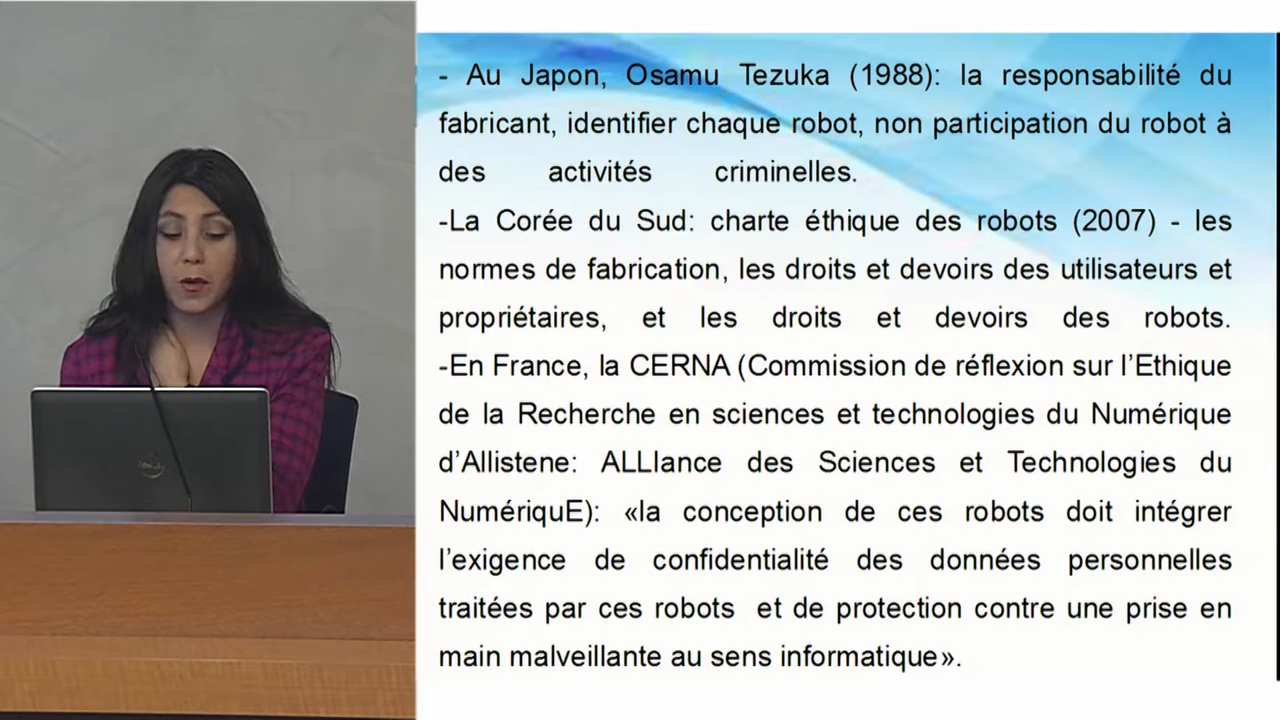 - Au Japon, Osamu Tezuka (1988): la responsabilité du
fabricant, identifier chaque robot, non participation du robot à
des activités criminelles.
-La Corée du Sud: charte éthique des robots (2007) - les
normes de fabrication, les droits et devoirs des utilisateurs et
propriétaires, et les droits et devoirs des robots.
-En France, la CERNA (Commission de réflexion sur l’Ethique
de la Recherche en sciences et technologies du Numérique
d’Allistene: ALLIance des Sciences et Technologies du
NumériquE): «la conception de ces robots doit intégrer
l’exigence de confidentialité des données personnelles
traitées par ces robots et de protection contre une prise en
main malveillante au sens informatique».
DELL